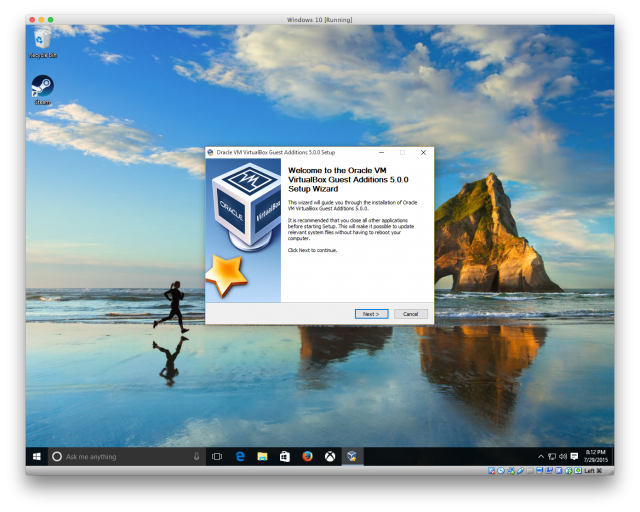 Windows 10 [Running]
Recycle Bin
Steam
Oracle VM VirtualBox Guest Additions 5.0.0 Setup
VM
ORACLE
VirtualBox
Welcome to the Oracle VM
VirtualBox Guest Additions 5.0.0
Setup Wizard
This wizard will guide you through the installation of Oracle
VM VirtualBox Guest Additions 5.0.0.
It is recommended that you close all other applications
before starting Setup. This will make it possible to update
relevant system files without having to reboot your
computer.
Click Next to continue.
Next >
Cancel
Ask me anything
8:12 PM
7/29/2015
Left ⌘